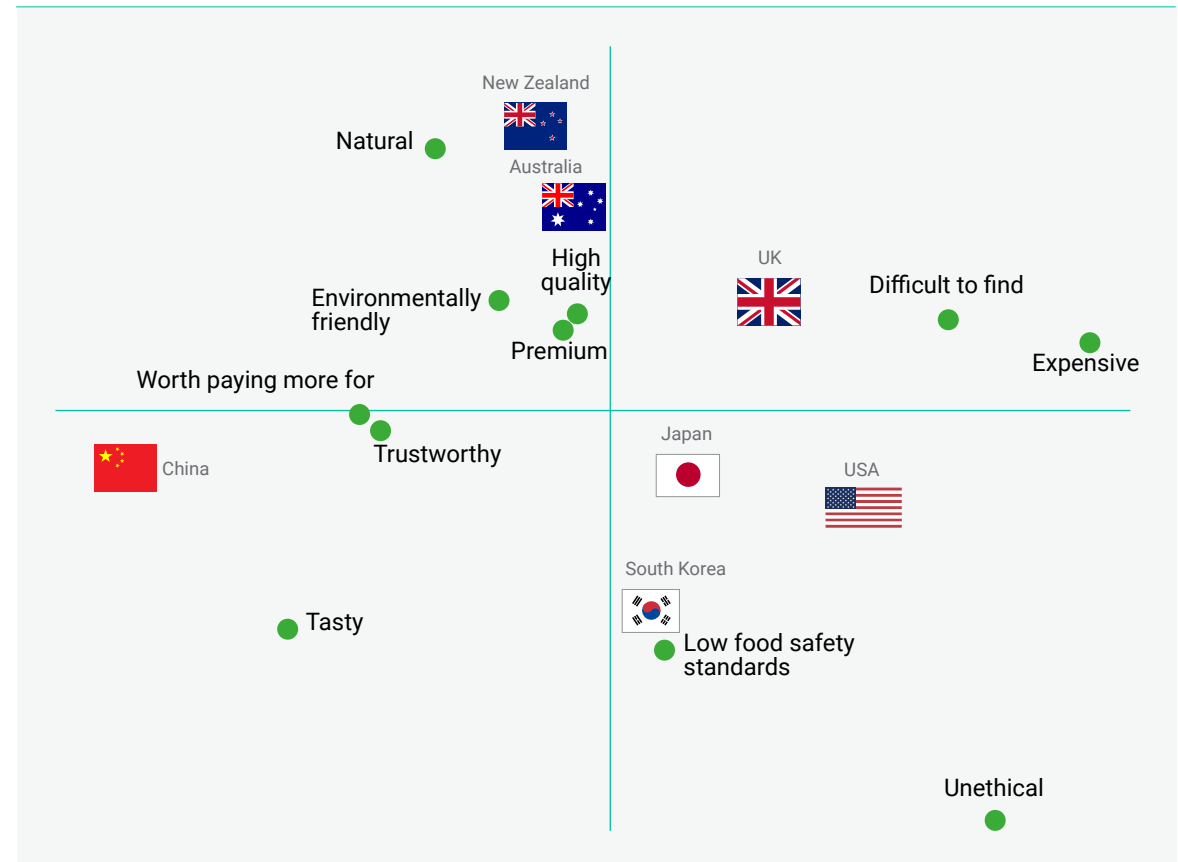 New Zealand
Natural
Australia
High
quality
UK
Difficult to find
Environmentally
friendly
Premium
Expensive
Worth paying more for
Japan
Trustworthy
China
USA
South Korea
Tasty
Low food safety
standards
Unethical